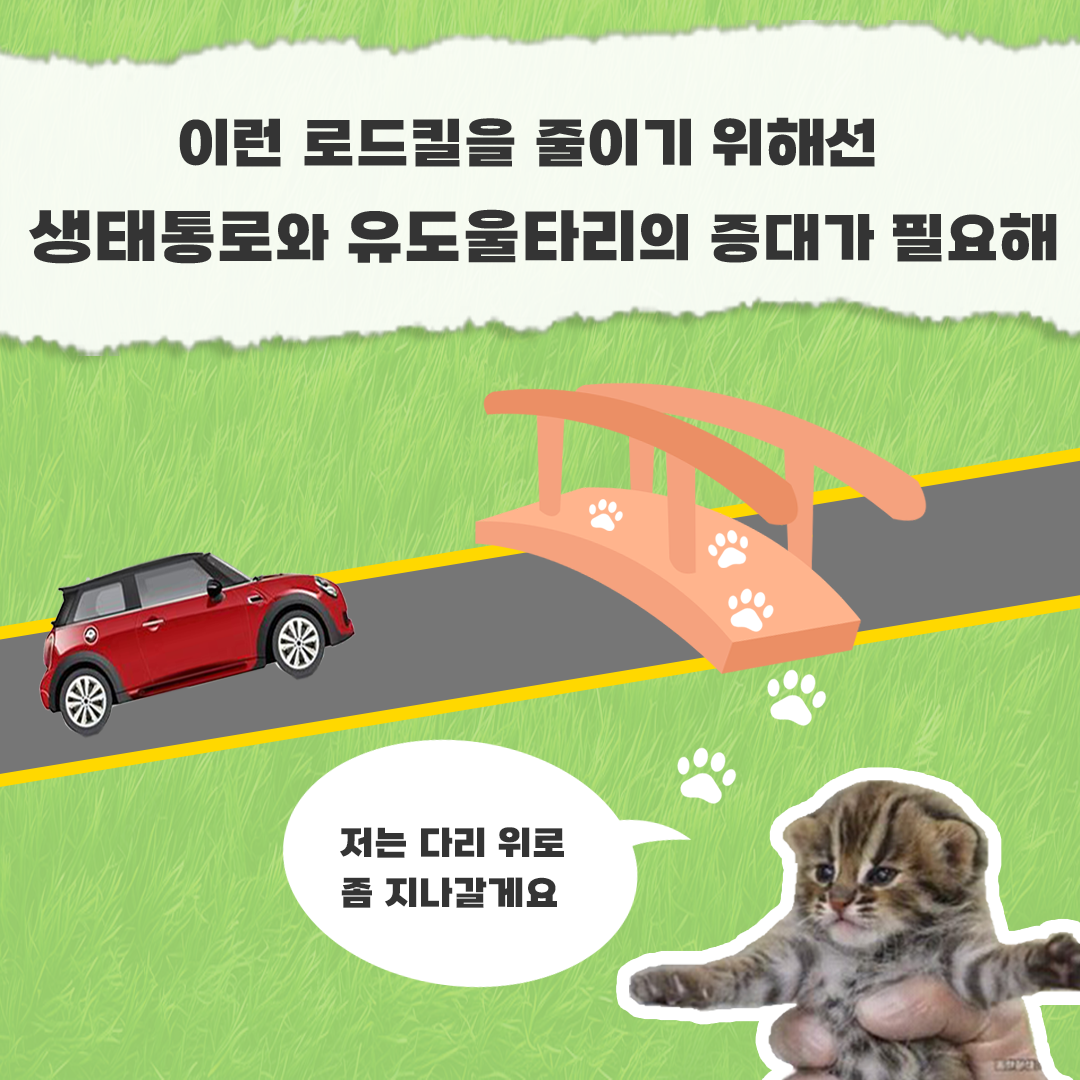 이런 로드킬을 줄이기 위해선
생태통로와 유도울타리의 증대가 필요해
저는 다리 위로
좀 지나갈게요